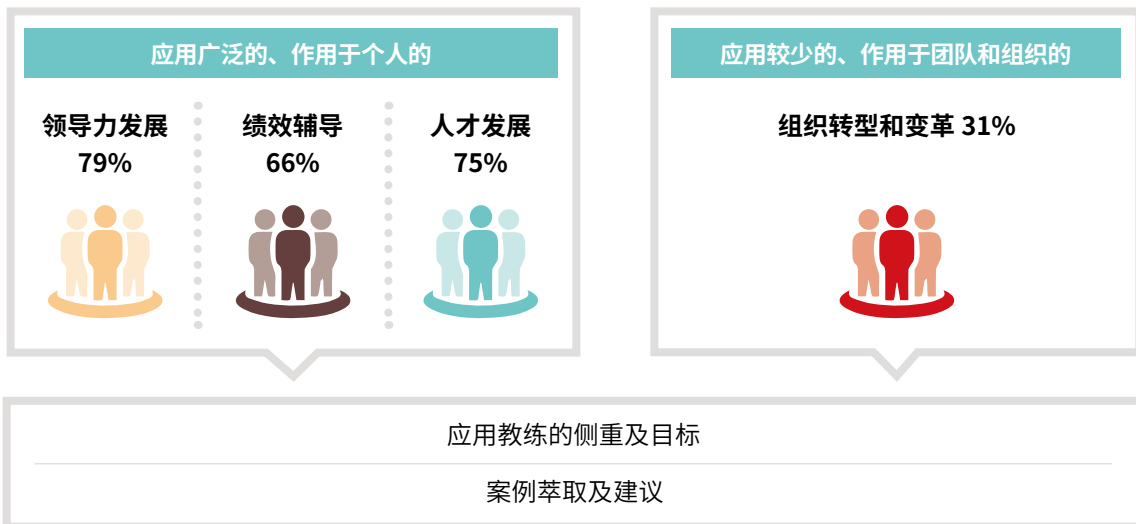 应用广泛的、作用于个人的
领导力发展
79%
绩效辅导
66%
人才发展
75%
应用较少的、作用于团队和组织的
组织转型和变革 31%
应用教练的侧重及目标
案例萃取及建议